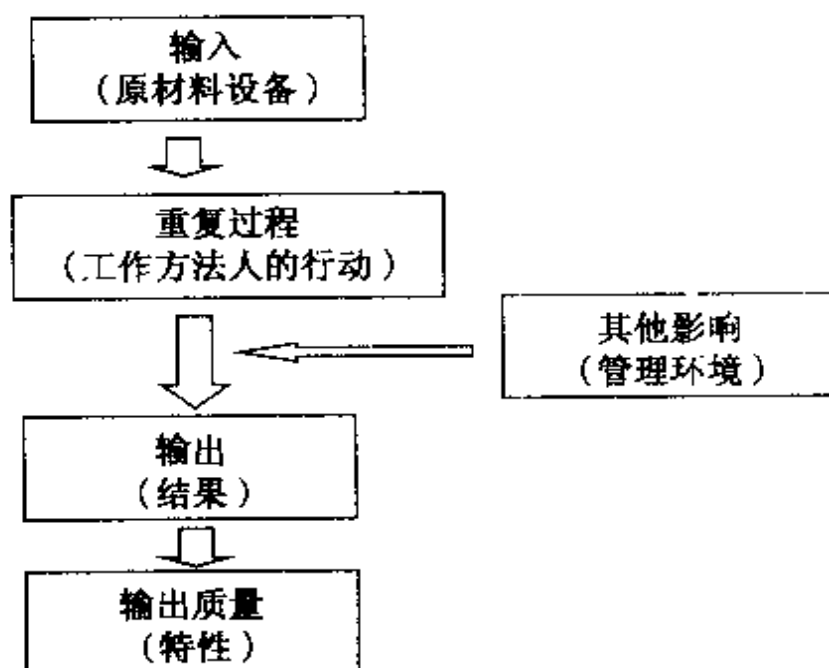 输入
（原材料设备）
重复过程
（工作方法人的行动）
其他影响
（管理环境）
输出
（结果）
输出质量
（特性）